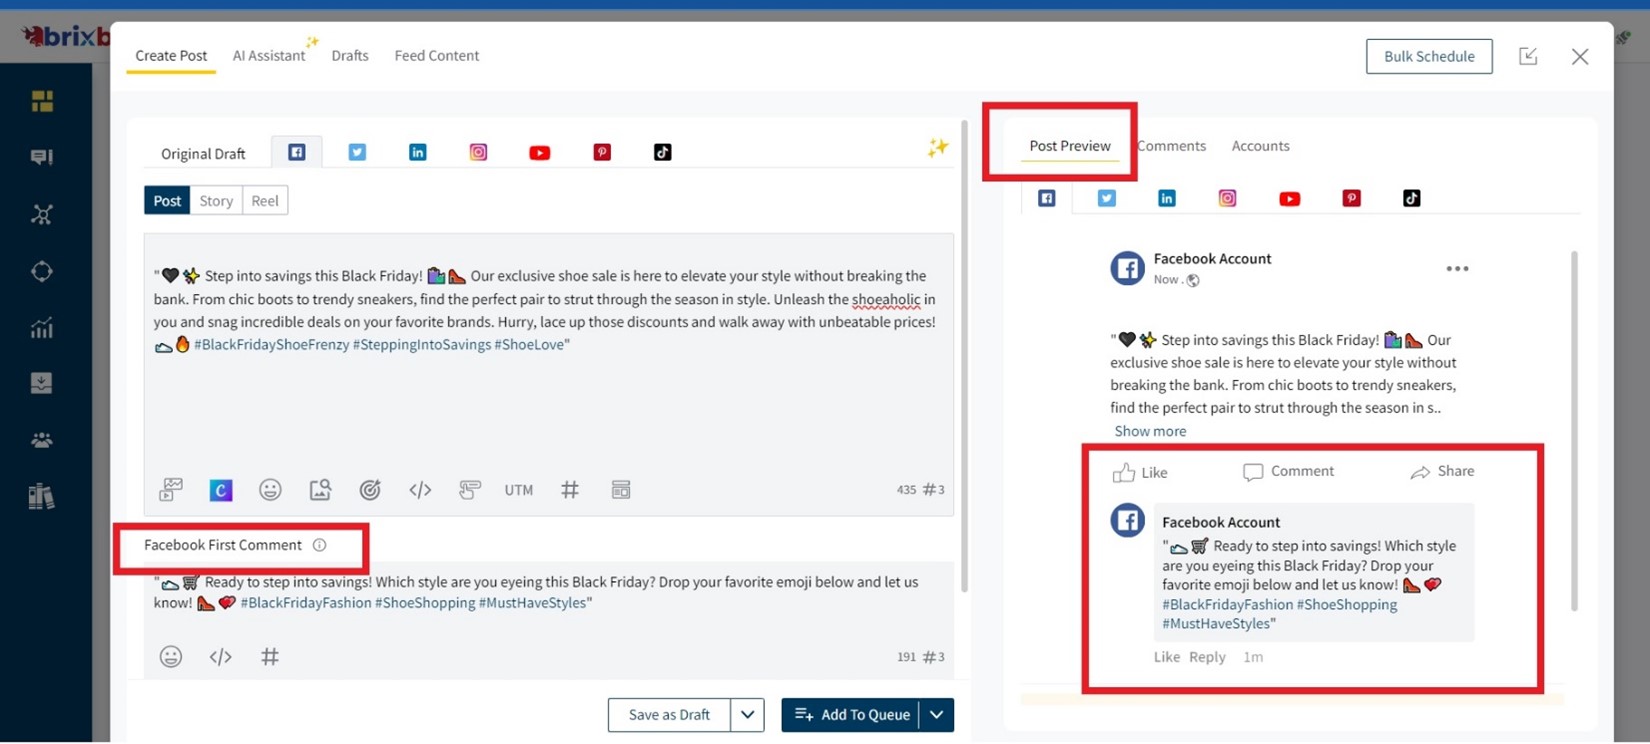 brixb
Create Post
AI Assistant
Drafts
Feed Content
Bulk Schedule
Original Draft
Post
Story
Reel
"🖤✨ Step into savings this Black Friday! 🛍️👠 Our exclusive shoe sale is here to elevate your style without breaking the
bank. From chic boots to trendy sneakers, find the perfect pair to strut through the season in style. Unleash the shoeaholic in
you and snag incredible deals on your favorite brands. Hurry, lace up those discounts and walk away with unbeatable prices!
👟🔥 #BlackFridayShoeFrenzy #SteppingIntoSavings #ShoeLove"
UTM
435 #3
Facebook First Comment
"👟🛒 Ready to step into savings! Which style are you eyeing this Black Friday? Drop your favorite emoji below and let us
know! 👠💖 #BlackFridayFashion #ShoeShopping #MustHaveStyles"
191 #3
Save as Draft
Add To Queue
Post Preview
Comments
Accounts
Facebook Account
Now .
"🖤✨ Step into savings this Black Friday! 🛍️👠 Our
exclusive shoe sale is here to elevate your style without
breaking the bank. From chic boots to trendy sneakers,
find the perfect pair to strut through the season in s..
Show more
Like
Comment
Share
Facebook Account
"👟🛒 Ready to step into savings! Which style
are you eyeing this Black Friday? Drop your
favorite emoji below and let us know! 👠💖
#BlackFridayFashion #ShoeShopping
#MustHaveStyles"
Like Reply 1m